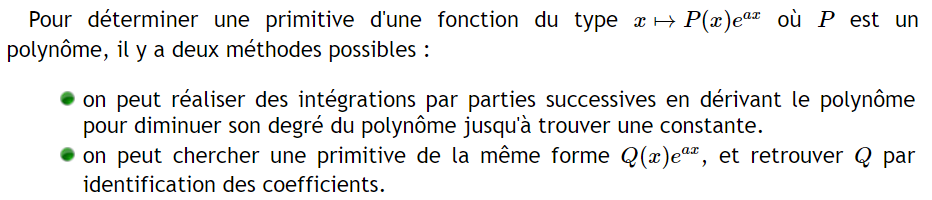 Pour déterminer une primitive d'une fonction du type x ↦ P(x)e^{ax} où P est un
polynôme, il y a deux méthodes possibles :
on peut réaliser des intégrations par parties successives en dérivant le polynôme
pour diminuer son degré du polynôme jusqu'à trouver une constante.
on peut chercher une primitive de la même forme Q(x)e^{ax}, et retrouver Q par
identification des coefficients.